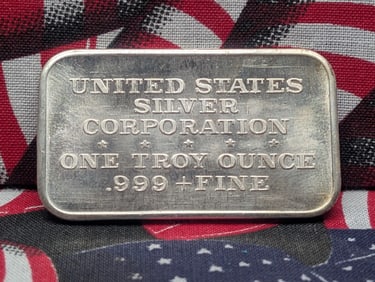 UNITED STATES
SILVER
CORPORATION
ONE TROY OUNCE
.999 +FINE